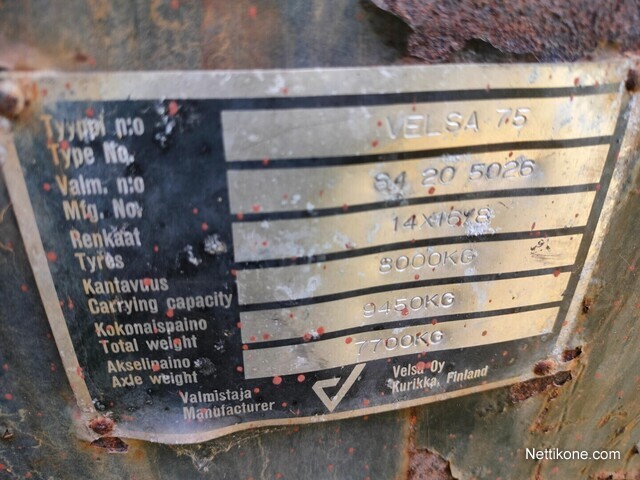 Tyyppi n:o VELSA 75
Type No.
Valm. n:o 84 20 5026
Mfg. No.
Renkaat 14X16/8
Tyres
Kantavuus 8000KG
Carrying capacity
Kokonaispaino 9450KG
Total weight
Akselipaino 7700KG
Axle weight
Valmistaja Velsa Oy
Manufacturer Kurikka, Finland
Nettikone.com